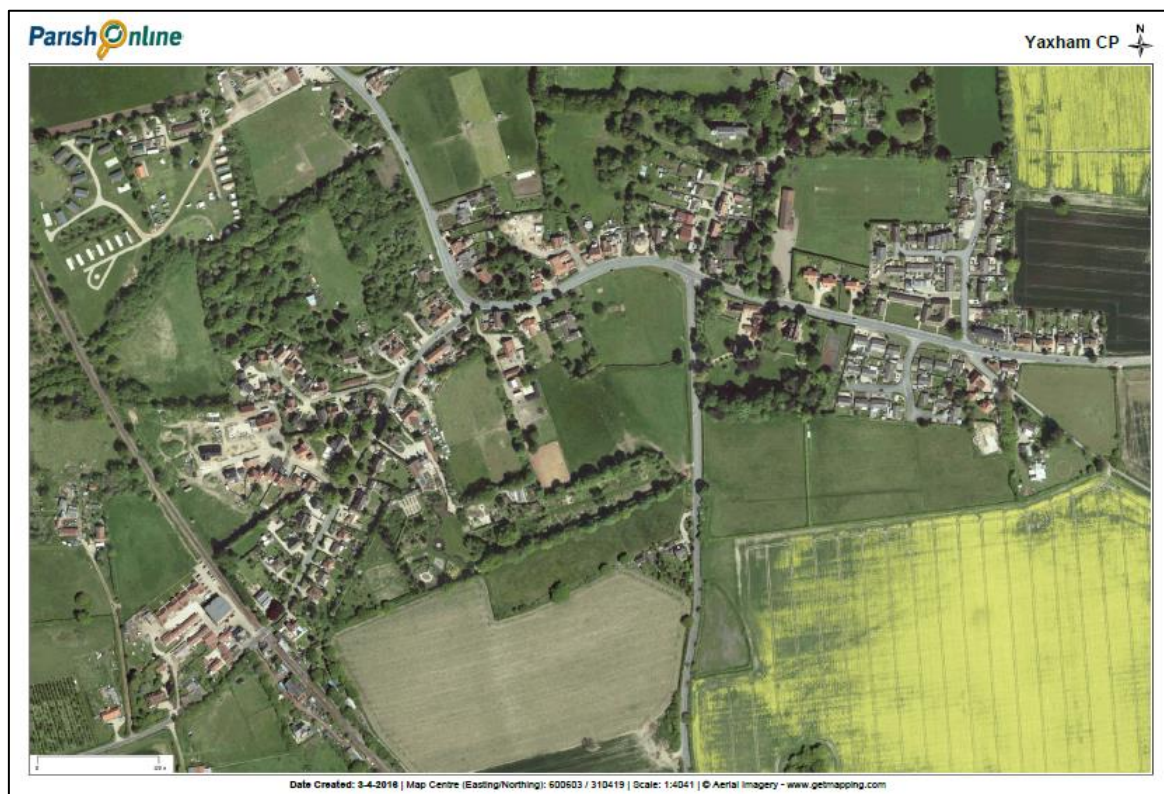 Parish Online
Yaxham CP
N
0
Date Created: 3-4-2016 | Map Centre (Easting/Northing): 600603 / 310419 | Scale: 1:4041 | © Aerial Imagery - www.getmapping.com